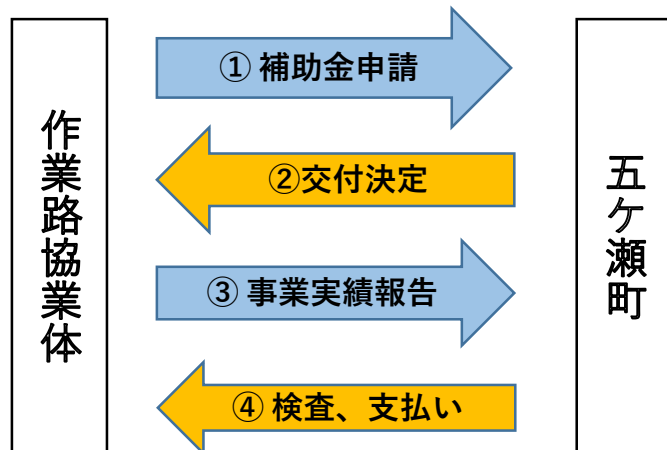 作業路協業体
① 補助金申請
②交付決定
③ 事業実績報告
④ 検査、支払い
五ケ瀬町